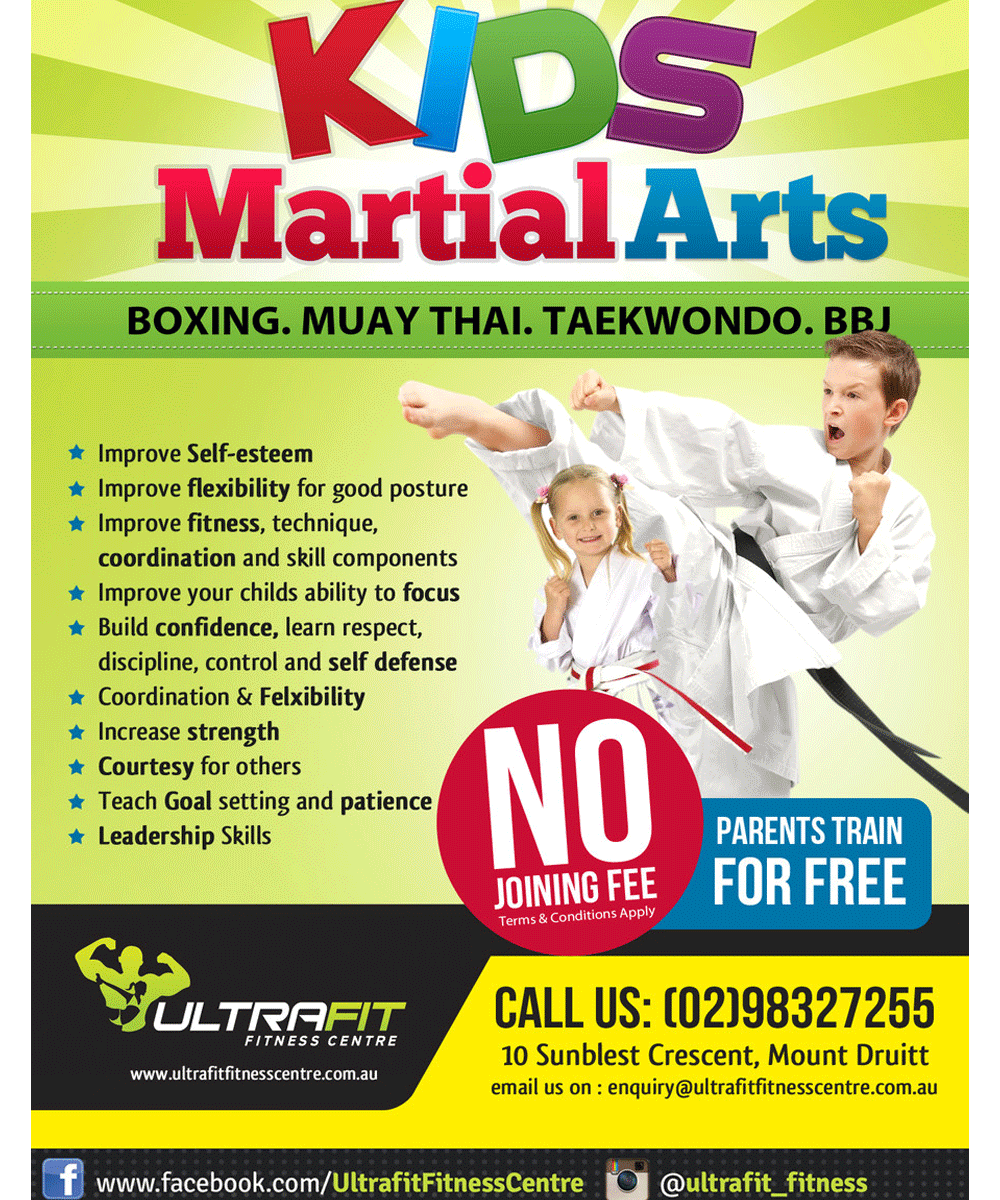 KIDS
Martial Arts
BOXING. MUAY THAI. TAEKWONDO. BBJ
Improve Self-esteem
Improve flexibility for good posture
Improve fitness, technique,
coordination and skill components
Improve your childs ability to focus
Build confidence, learn respect,
discipline, control and self defense
Coordination & Felxibility
Increase strength
Courtesy for others
Teach Goal setting and patience
Leadership Skills
NO
JOINING FEE
Terms & Conditions Apply
PARENTS TRAIN
FOR FREE
ULTRAFIT
FITNESS CENTRE
www.ultrafitfitnesscentre.com.au
CALL US: (02)98327255
10 Sunblest Crescent, Mount Druitt
email us on : enquiry@ultrafitfitnesscentre.com.au
f www.facebook.com/UltrafitFitnessCentre @ultrafit_fitness